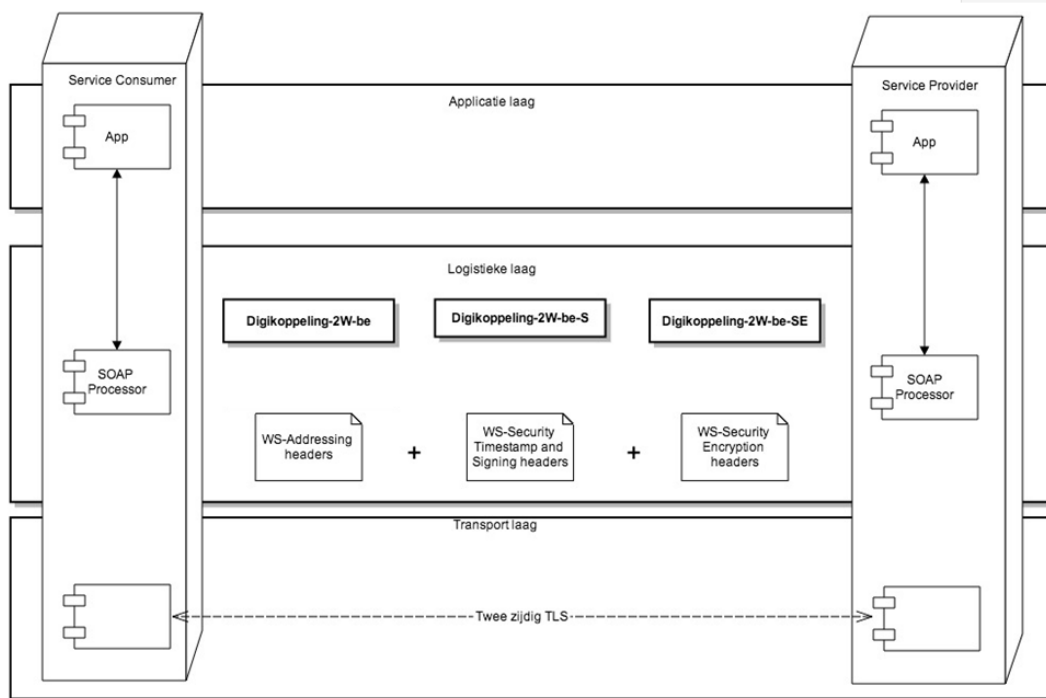 Service Consumer
Service Provider
Applicatie laag
App
App
Logistieke laag
Digikoppeling-2W-be
Digikoppeling-2W-be-S
Digikoppeling-2W-be-SE
SOAP
Processor
SOAP
Processor
WS-Addressing
headers
+
WS-Security
Timestamp and
Signing headers
+
WS-Security
Encryption
headers
Transport laag
Twee zijdig TLS